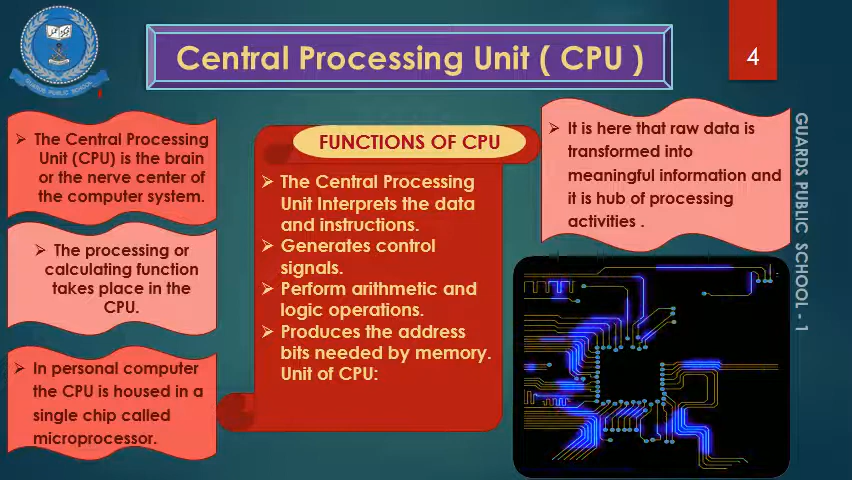 Central Processing Unit ( CPU )
4
The Central Processing
Unit (CPU) is the brain
or the nerve center of
the computer system.
The processing or
calculating function
takes place in the
CPU.
In personal computer
the CPU is housed in a
single chip called
microprocessor.
FUNCTIONS OF CPU
The Central Processing
Unit Interprets the data
and instructions.
Generates control
signals.
Perform arithmetic and
logic operations.
Produces the address
bits needed by memory.
Unit of CPU:
It is here that raw data is
transformed into
meaningful information and
it is hub of processing
activities .
GUARDS PUBLIC SCHOOL - 1